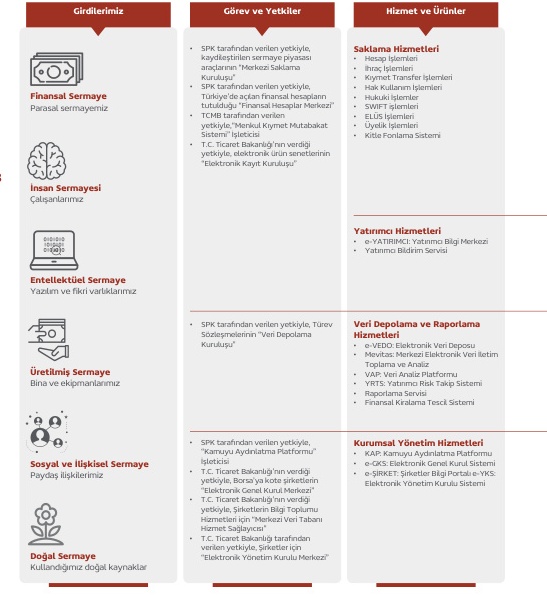 Girdilerimiz
Finansal Sermaye
Parasal sermayemiz
İnsan Sermayesi
Çalışanlarımız
Entellektüel Sermaye
Yazılım ve fikri varlıklarımız
Üretilmiş Sermaye
Bina ve ekipmanlarımız
Sosyal ve İlişkisel Sermaye
Paydaş ilişkilerimiz
Doğal Sermaye
Kullandığımız doğal kaynaklar
Görev ve Yetkiler
• SPK tarafından verilen yetkiyle,
kaydileştirilen sermaye piyasası
araçlarının “Merkezi Saklama
Kuruluşu”
• SPK tarafından verilen yetkiyle,
Türkiye’de açılan finansal hesapların
tutulduğu “Finansal Hesaplar Merkezi”
• TCMB tarafından verilen
yetkiyle,“Menkul Kıymet Mutabakat
Sistemi” İşleticisi
• T.C. Ticaret Bakanlığı’nın verdiği
yetkiyle, elektronik ürün senetlerinin
“Elektronik Kayıt Kuruluşu”
• SPK tarafından verilen yetkiyle, Türev
Sözleşmelerinin “Veri Depolama
Kuruluşu”
• SPK tarafından verilen yetkiyle,
“Kamuyu Aydınlatma Platformu”
İşleticisi
• T.C. Ticaret Bakanlığı’nın verdiği
yetkiyle, Borsa’ya kote şirketlerin
“Elektronik Genel Kurul Merkezi”
• T.C. Ticaret Bakanlığı’nın verdiği
yetkiyle, Şirketlerin Bilgi Toplumu
Hizmetleri için “Merkezi Veri Tabanı
Hizmet Sağlayıcısı”
• T.C. Ticaret Bakanlığı tarafından
verilen yetkiyle, Şirketler için
“Elektronik Yönetim Kurulu Merkezi”
Hizmet ve Ürünler
Saklama Hizmetleri
• Hesap İşlemleri
• İhraç İşlemleri
• Kıymet Transfer İşlemleri
• Hak Kullanım İşlemleri
• Hukuki İşlemler
• SWIFT işlemleri
• ELÜS İşlemleri
• Üyelik İşlemleri
• Kitle Fonlama Sistemi
Yatırımcı Hizmetleri
• e-YATIRIMCI: Yatırımcı Bilgi Merkezi
• Yatırımcı Bildirim Servisi
Veri Depolama ve Raporlama
Hizmetleri
• e-VEDO: Elektronik Veri Deposu
• Mevitas: Merkezi Elektronik Veri İletim
Toplama ve Analiz
• VAP: Veri Analiz Platformu
• YRTS: Yatırımcı Risk Takip Sistemi
• Raporlama Servisi
• Finansal Kiralama Tescil Sistemi
Kurumsal Yönetim Hizmetleri
• KAP: Kamuyu Aydınlatma Platformu
• e-GKS: Elektronik Genel Kurul Sistemi
• e-ŞİRKET: Şirketler Bilgi Portalı e-YKS:
Elektronik Yönetim Kurulu Sistemi